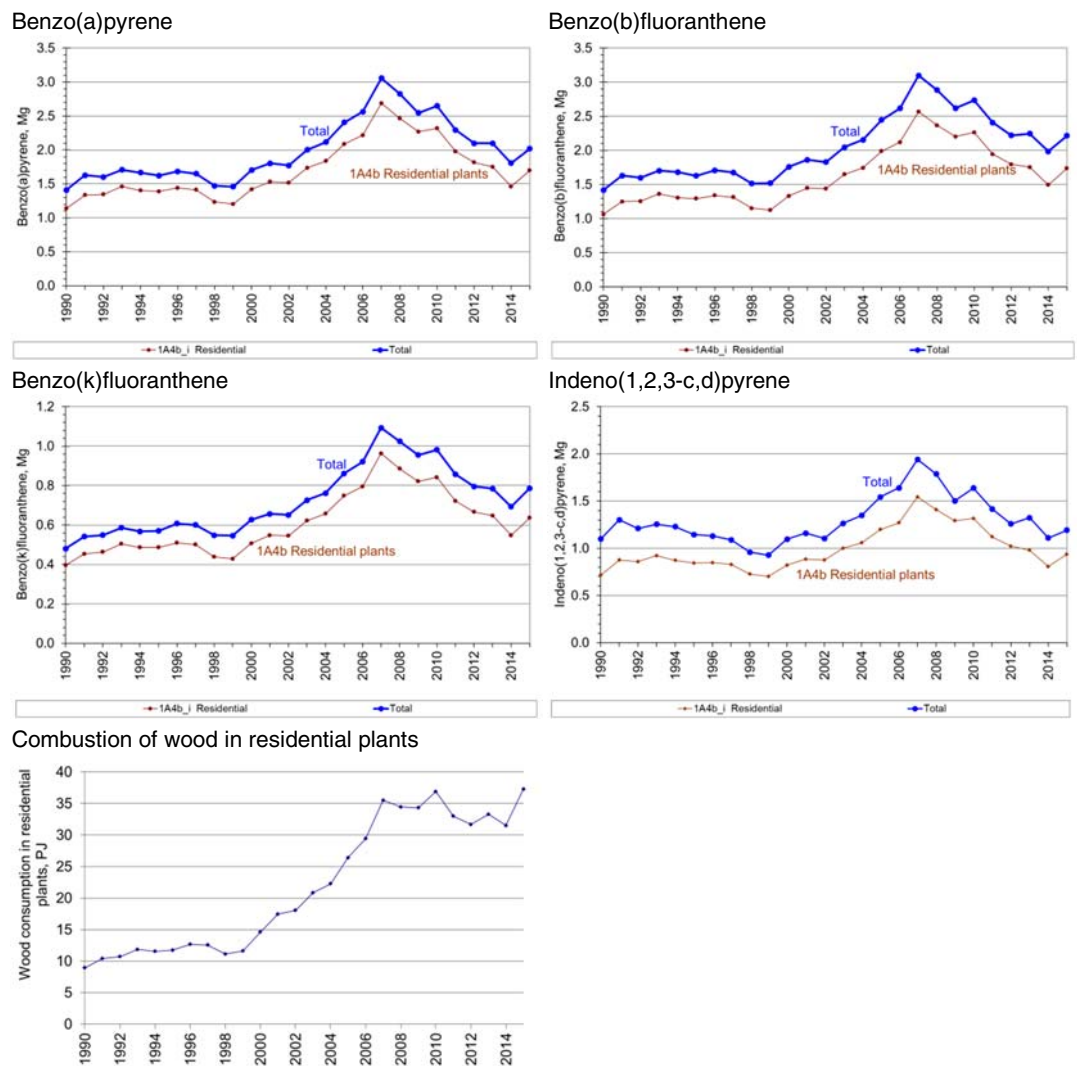 Benzo(a)pyrene
Benzo(a)pyrene, Mg
3.5
3.0
2.5
2.0
1.5
1.0
0.5
0.0
Total
1A4b Residential plants
1990 1992 1994 1996 1998 2000 2002 2004 2006 2008 2010 2012 2014
1A4b_i Residential Total
Benzo(b)fluoranthene
Benzo(b)fluoranthene, Mg
3.5
3.0
2.5
2.0
1.5
1.0
0.5
0.0
Total
1A4b Residential plants
1990 1992 1994 1996 1998 2000 2002 2004 2006 2008 2010 2012 2014
1A4b_i Residential Total
Benzo(k)fluoranthene
Benzo(k)fluoranthene, Mg
1.2
1.0
0.8
0.6
0.4
0.2
0.0
Total
1A4b Residential plants
1990 1992 1994 1996 1998 2000 2002 2004 2006 2008 2010 2012 2014
1A4b_i Residential Total
Indeno(1,2,3-c,d)pyrene
Indeno(1,2,3-c,d)pyrene, Mg
2.5
2.0
1.5
1.0
0.5
0.0
Total
1A4b Residential plants
1990 1992 1994 1996 1998 2000 2002 2004 2006 2008 2010 2012 2014
1A4b_i Residential Total
Combustion of wood in residential plants
Wood consumption in residential
plants, PJ
40
35
30
25
20
15
10
5
0
1990 1992 1994 1996 1998 2000 2002 2004 2006 2008 2010 2012 2014